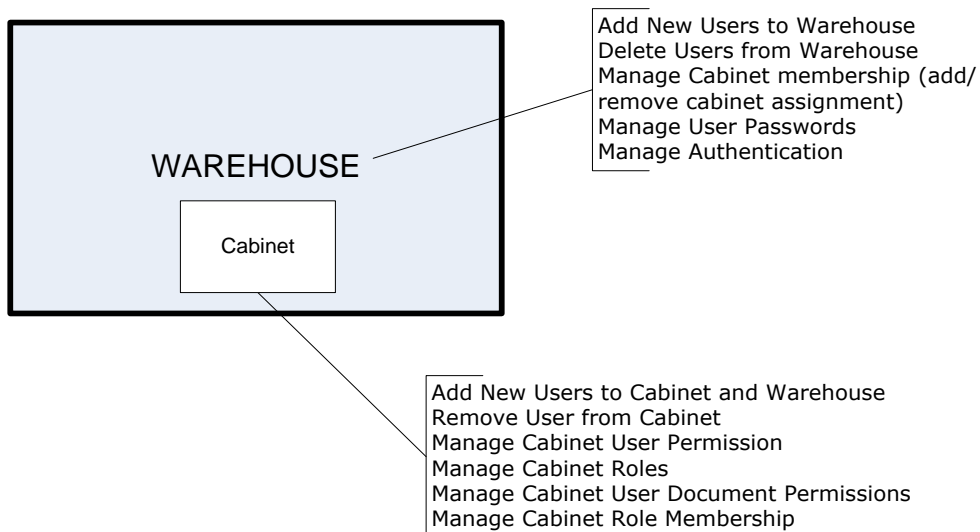 Add New Users to Warehouse
Delete Users from Warehouse
Manage Cabinet membership (add/
remove cabinet assignment)
Manage User Passwords
Manage Authentication
WAREHOUSE
Cabinet
Add New Users to Cabinet and Warehouse
Remove User from Cabinet
Manage Cabinet User Permission
Manage Cabinet Roles
Manage Cabinet User Document Permissions
Manage Cabinet Role Membership